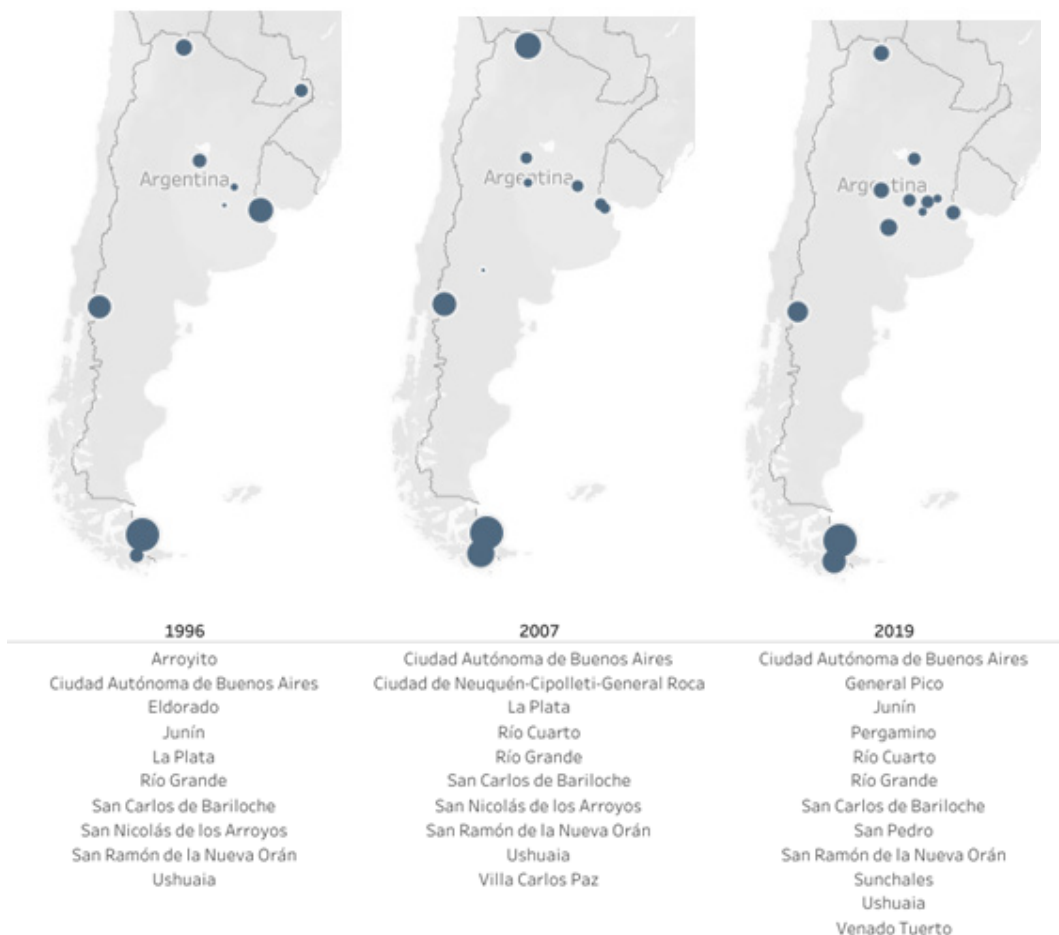 Argentina
Argentina
Argentina
1996
2007
2019
Arroyito
Ciudad Autónoma de Buenos Aires
Ciudad Autónoma de Buenos Aires
Ciudad Autónoma de Buenos Aires
Ciudad de Neuquén-Cipolleti-General Roca
General Pico
Eldorado
La Plata
Junín
Junín
Río Cuarto
Pergamino
La Plata
Río Grande
Río Cuarto
Río Grande
San Carlos de Bariloche
Río Grande
San Carlos de Bariloche
San Nicolás de los Arroyos
San Carlos de Bariloche
San Nicolás de los Arroyos
San Ramón de la Nueva Orán
San Pedro
San Ramón de la Nueva Orán
Ushuaia
San Ramón de la Nueva Orán
Ushuaia
Villa Carlos Paz
Sunchales
Ushuaia
Venado Tuerto